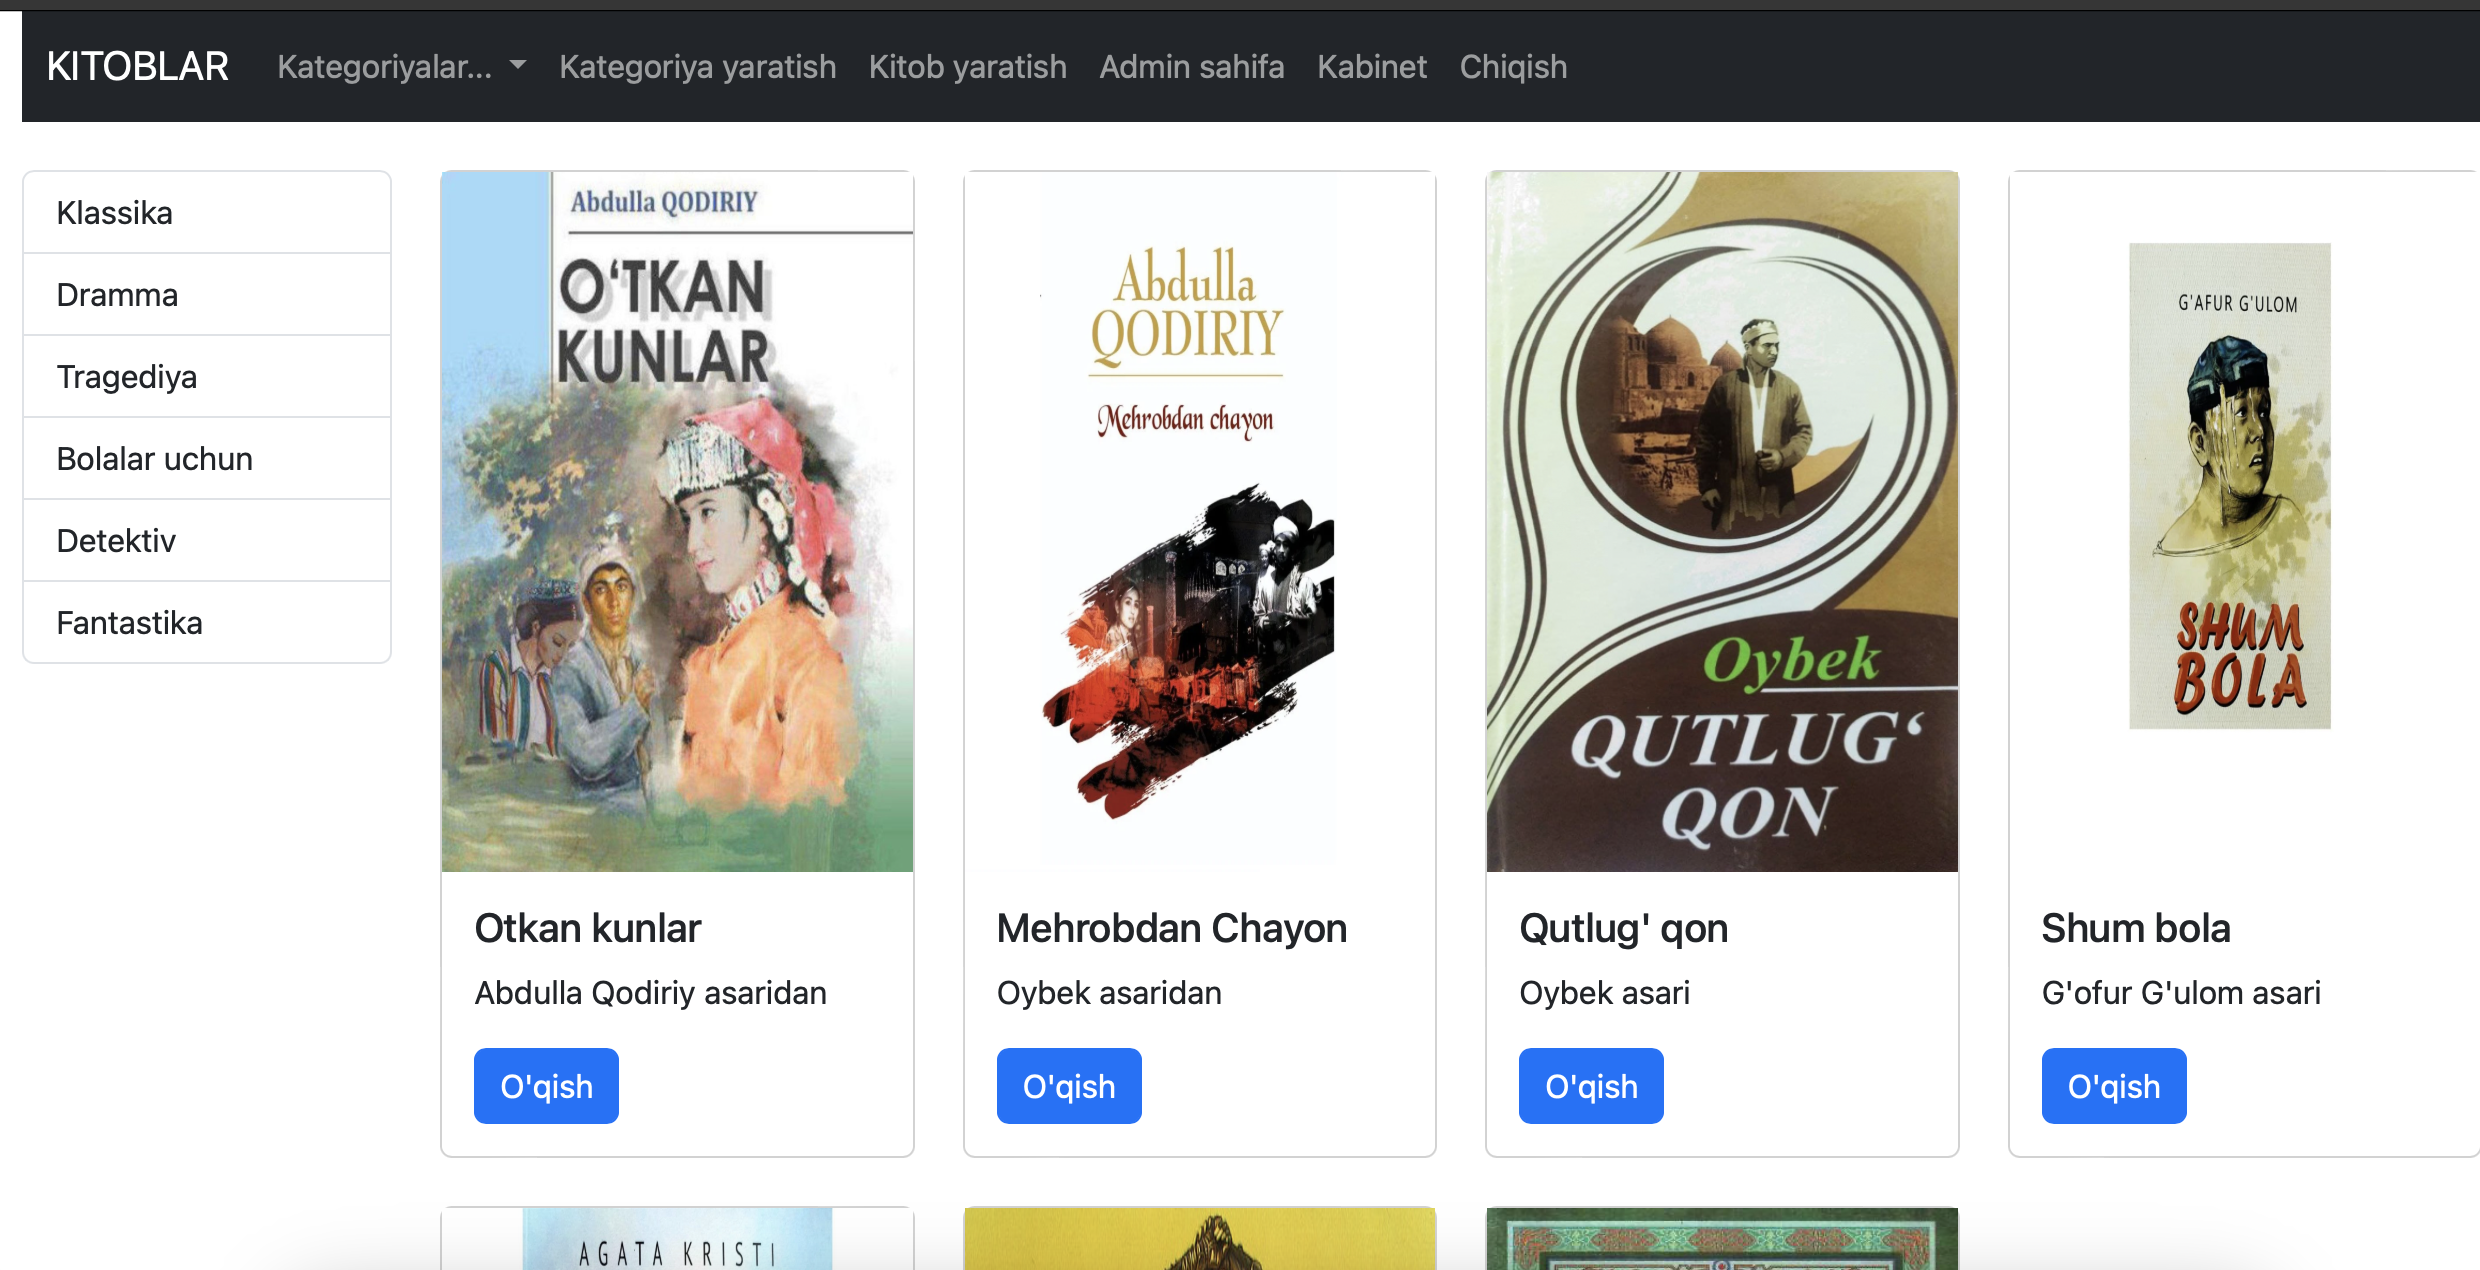 KITOBLAR Kategoriyalar... Kategoriya yaratish Kitob yaratish Admin sahifa Kabinet Chiqish
Klassika
Dramma
Tragediya
Bolalar uchun
Detektiv
Fantastika
Abdulla QODIRIY
O‘TKAN
KUNLAR
Otkan kunlar
Abdulla Qodiriy asaridan
O'qish
Abdulla
QODIRIY
Mehrobdan chayon
Mehrobdan Chayon
Oybek asaridan
O'qish
Oybek
QUTLUG‘
QON
Qutlug' qon
Oybek asari
O'qish
G'AFUR G'ULOM
SHUM
BOLA
Shum bola
G'ofur G'ulom asari
O'qish
AGATA KRISTI